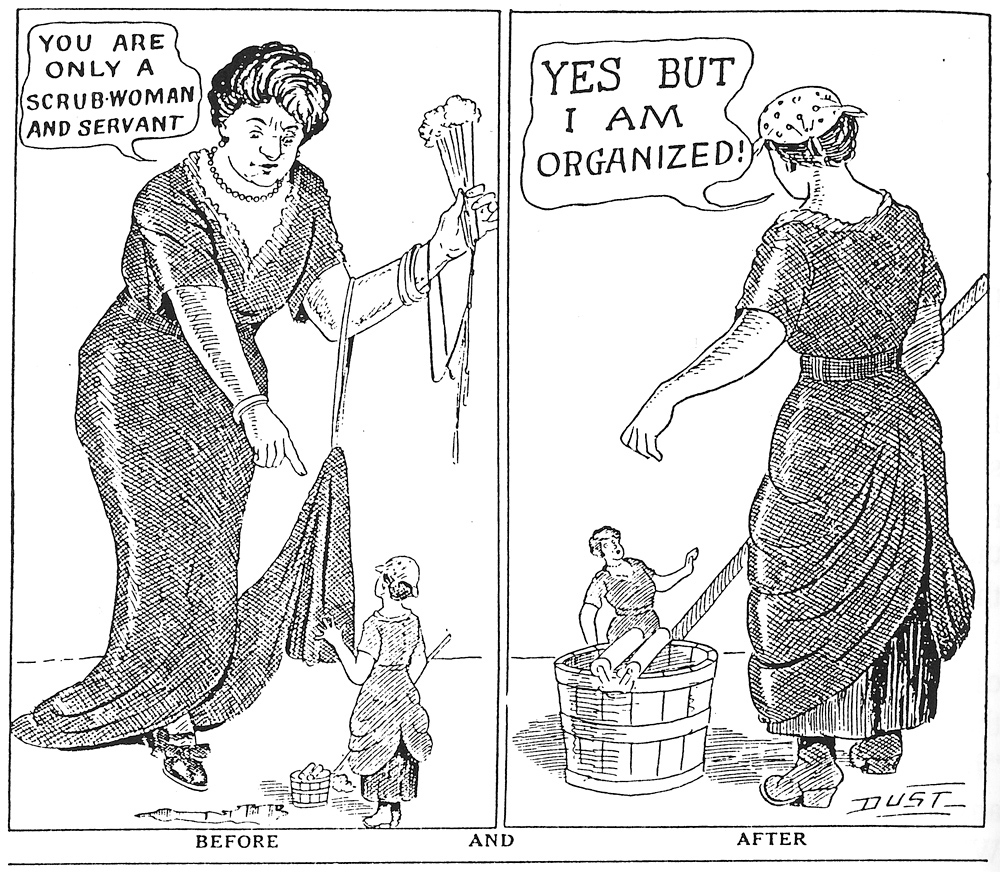 YOU ARE
ONLY A
SCRUB-WOMAN
AND SERVANT
YES BUT
I AM
ORGANIZED!
DUST
BEFORE AND AFTER